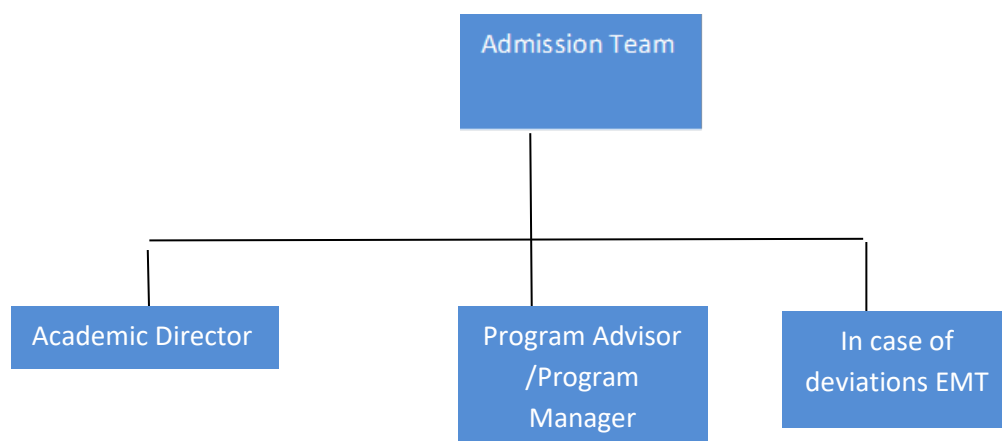 Admission Team
Academic Director
Program Advisor
/Program
Manager
In case of
deviations EMT